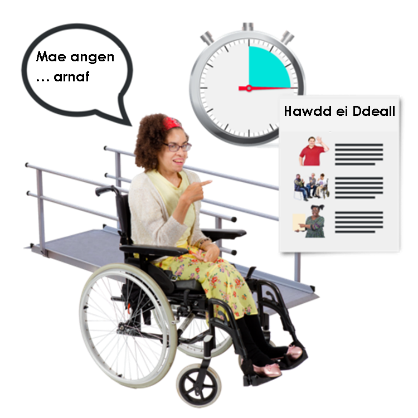 Mae angen
... arnaf
Hawdd ei Ddeall